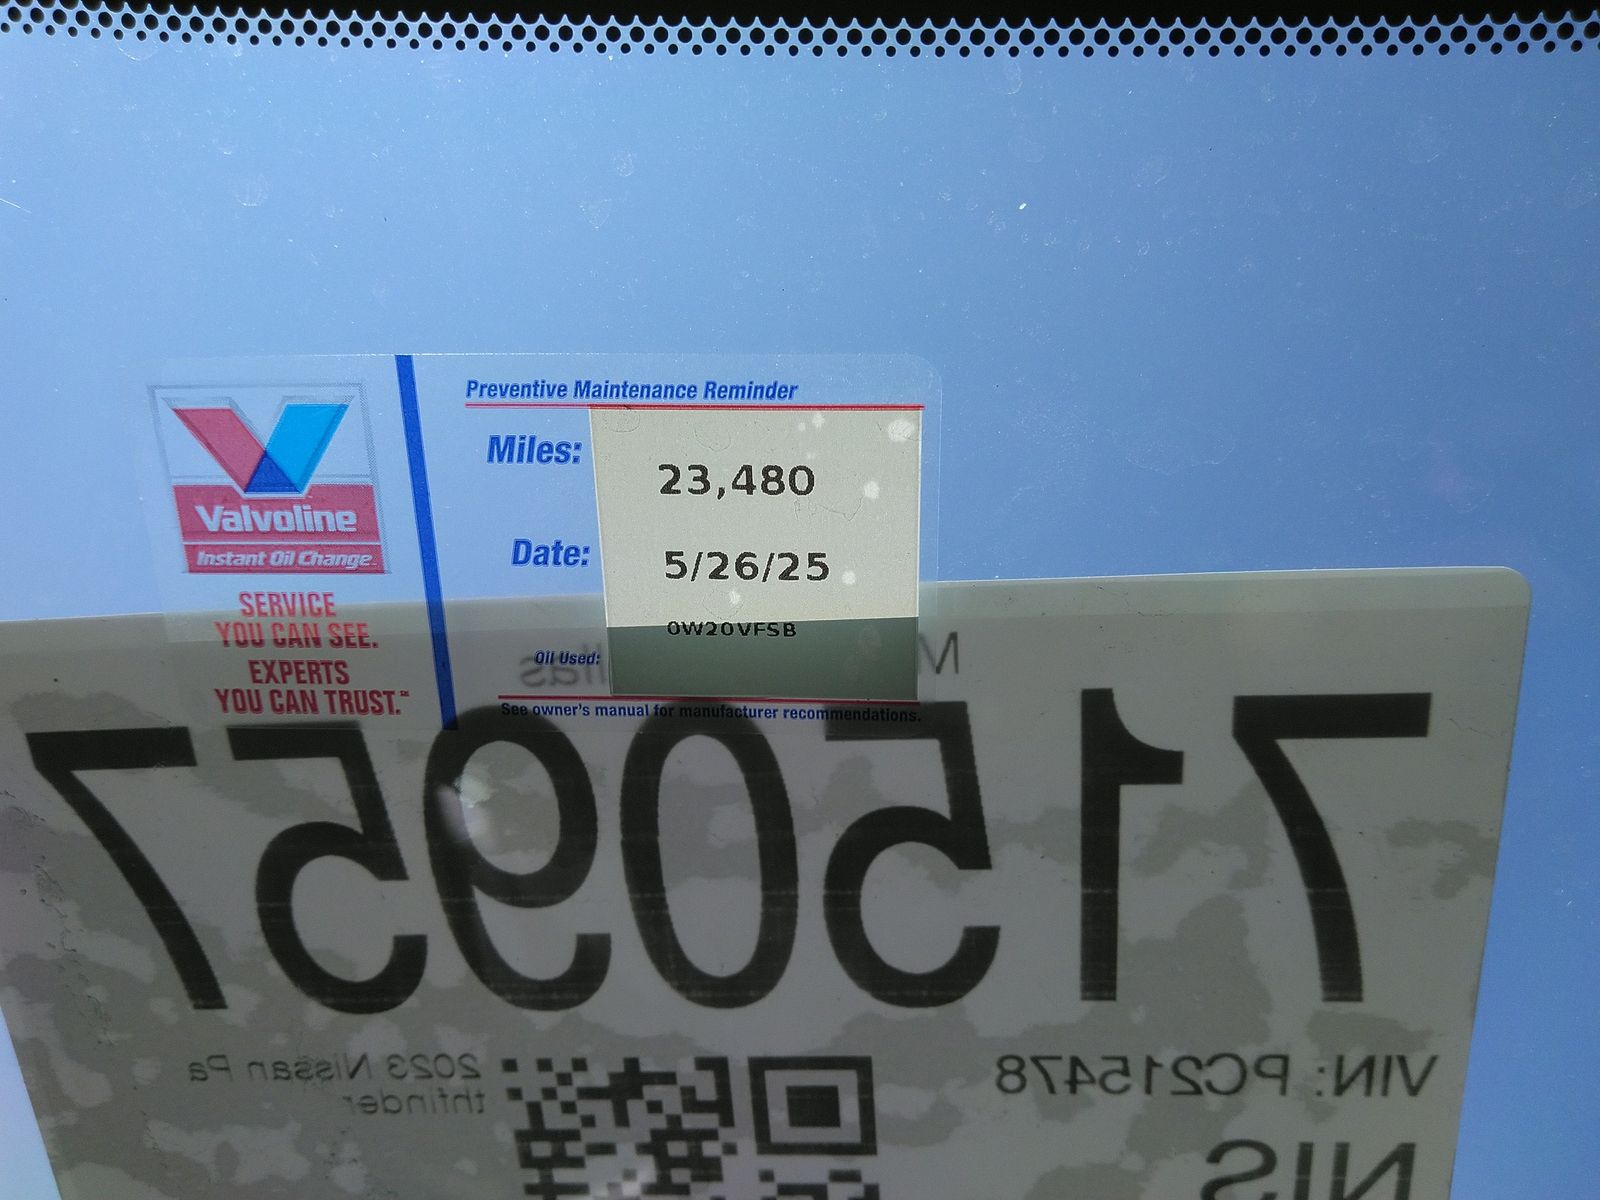 Preventive Maintenance Reminder
Miles: 23,480
Date: 5/26/25
0W20VFSB
Oil Used:
See owner's manual for manufacturer recommendations.
Valvoline
Instant Oil Change
SERVICE
YOU CAN SEE.
EXPERTS
YOU CAN TRUST.℠
7150957
VIN: PC215478
2023 Nissan Pa
thfinder
NIS